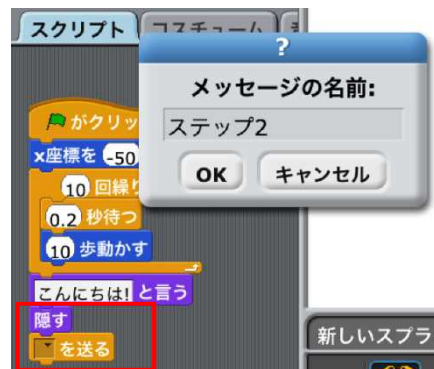 スクリプト
コスチューム
?
メッセージの名前:
ステップ2
OK キャンセル
がクリッ
x座標を -50
10 回繰り
0.2 秒待つ
10 歩動かす
こんにちは! と言う
隠す
を送る
新しいスプラ